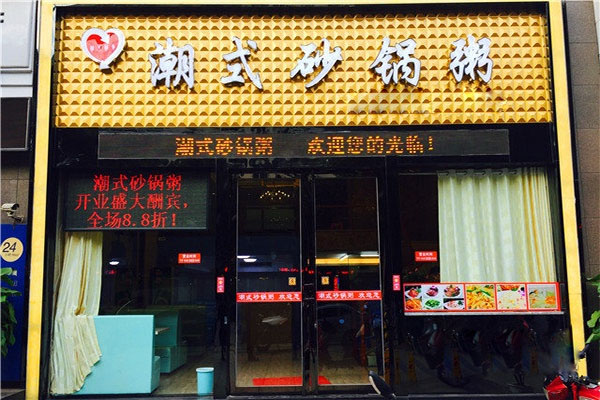 潮式砂锅粥
潮式砂锅粥 欢迎您的光临!
潮式砂锅粥
开业盛大酬宾,
全场8.8折!
24
潮式砂锅粥 欢迎您
潮式砂锅粥 欢迎您